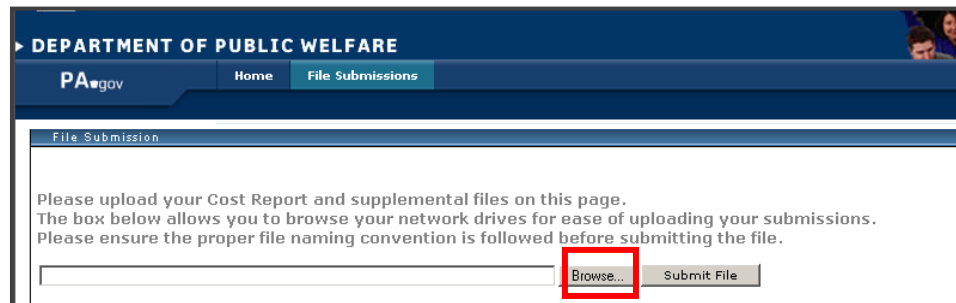 DEPARTMENT OF PUBLIC WELFARE
PA gov Home File Submissions
File Submission
Please upload your Cost Report and supplemental files on this page.
The box below allows you to browse your network drives for ease of uploading your submissions.
Please ensure the proper file naming convention is followed before submitting the file.
Browse... Submit File